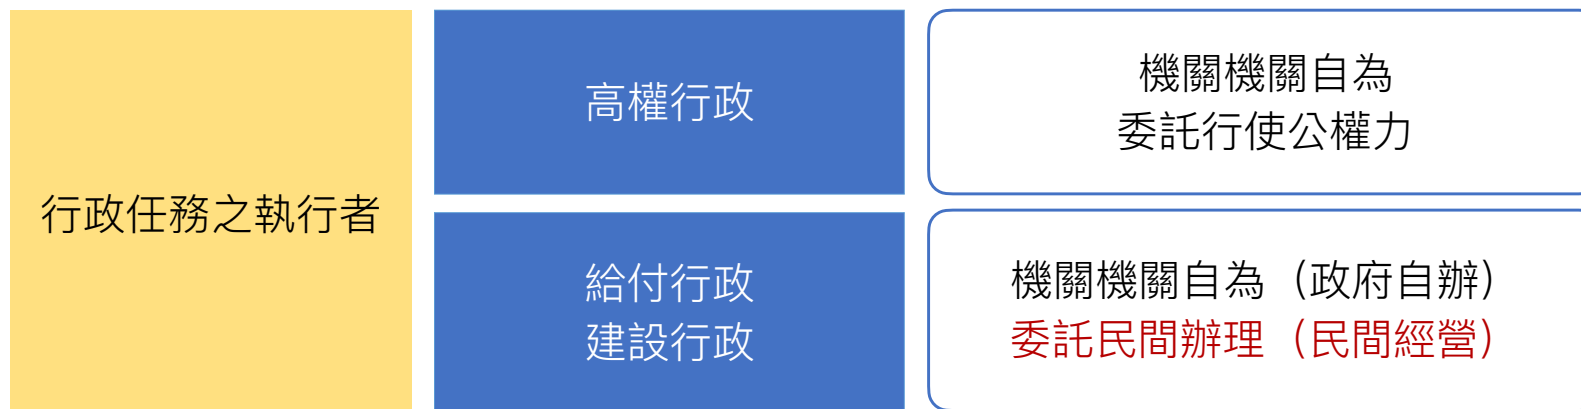 行政任務之執行者
高權行政
機關機關自為
委託行使公權力
給付行政
建設行政
機關機關自為（政府自辦）
委託民間辦理（民間經營）